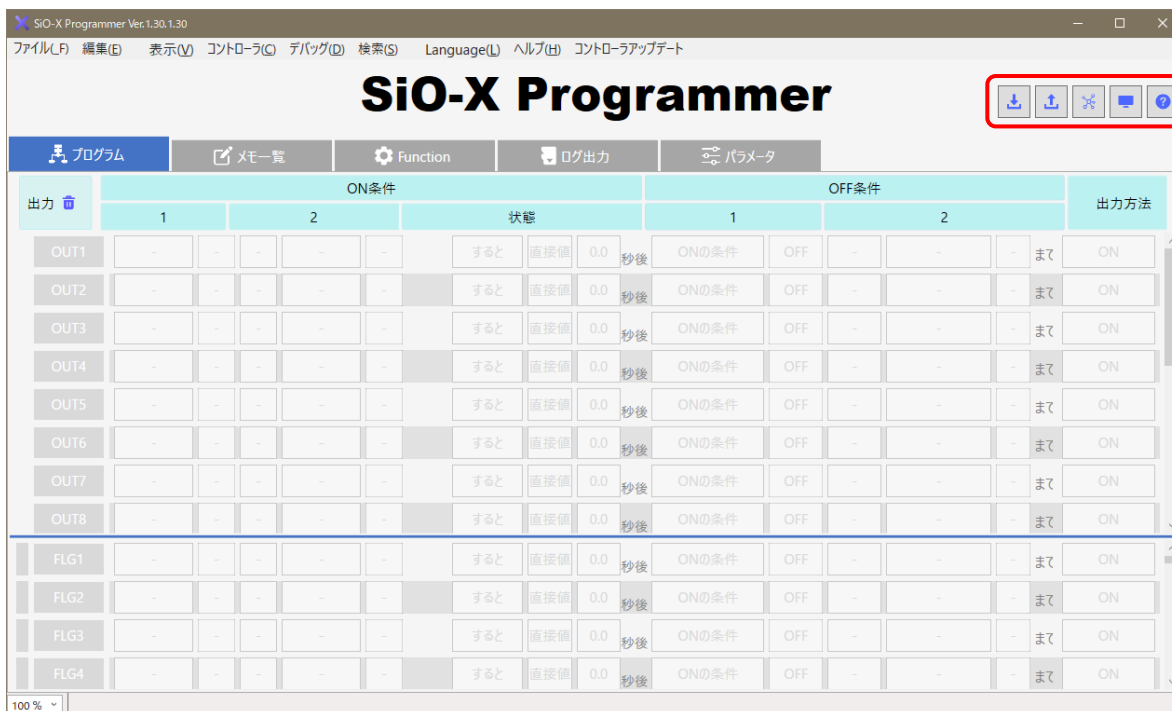 SiO-X Programmer Ver.1.30.1.30
ファイル(_F) 編集(E) 表示(V) コントローラ(C) デバッグ(D) 検索(S) Language(L) ヘルプ(H) コントローラアップデート
SiO-X Programmer
プログラム メモ一覧 Function ログ出力 パラメータ
出力 ON条件 OFF条件 出力方法
1 2 状態 1 2
OUT1 - - - - - すると 直接値 0.0 秒後 ONの条件 OFF - - - まで ON
OUT2 - - - - - すると 直接値 0.0 秒後 ONの条件 OFF - - - まで ON
OUT3 - - - - - すると 直接値 0.0 秒後 ONの条件 OFF - - - まで ON
OUT4 - - - - - すると 直接値 0.0 秒後 ONの条件 OFF - - - まで ON
OUT5 - - - - - すると 直接値 0.0 秒後 ONの条件 OFF - - - まで ON
OUT6 - - - - - すると 直接値 0.0 秒後 ONの条件 OFF - - - まで ON
OUT7 - - - - - すると 直接値 0.0 秒後 ONの条件 OFF - - - まで ON
OUT8 - - - - - すると 直接値 0.0 秒後 ONの条件 OFF - - - まで ON
FLG1 - - - - - すると 直接値 0.0 秒後 ONの条件 OFF - - - まで ON
FLG2 - - - - - すると 直接値 0.0 秒後 ONの条件 OFF - - - まで ON
FLG3 - - - - - すると 直接値 0.0 秒後 ONの条件 OFF - - - まで ON
FLG4 - - - - - すると 直接値 0.0 秒後 ONの条件 OFF - - - まで ON
100 %